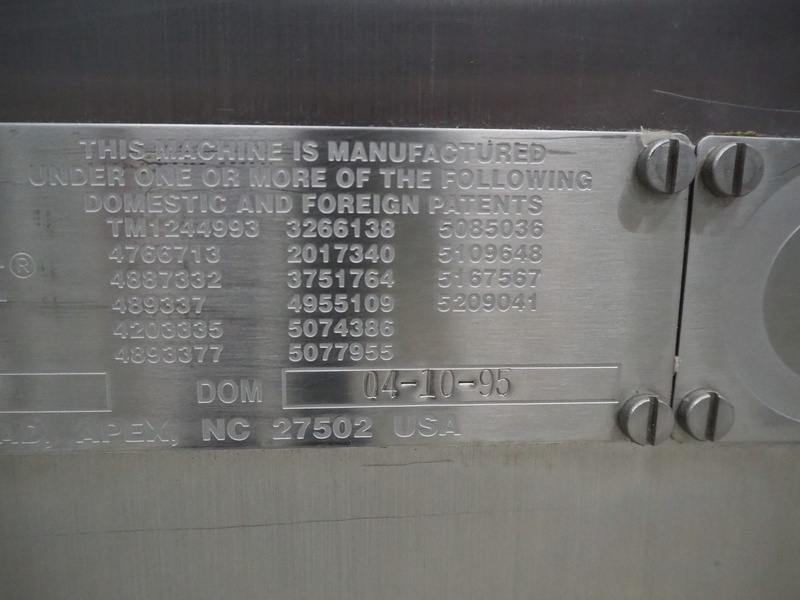 THIS MACHINE IS MANUFACTURED
UNDER ONE OR MORE OF THE FOLLOWING
DOMESTIC AND FOREIGN PATENTS
TM1244993 3266138 5085036
4766713 2017340 5109648
®
4887332 3751764 5167567
489337 4955109 5209041
4203335 5074386
4893377 5077955
DOM 04-10-95
AD, APEX, NC 27502 USA